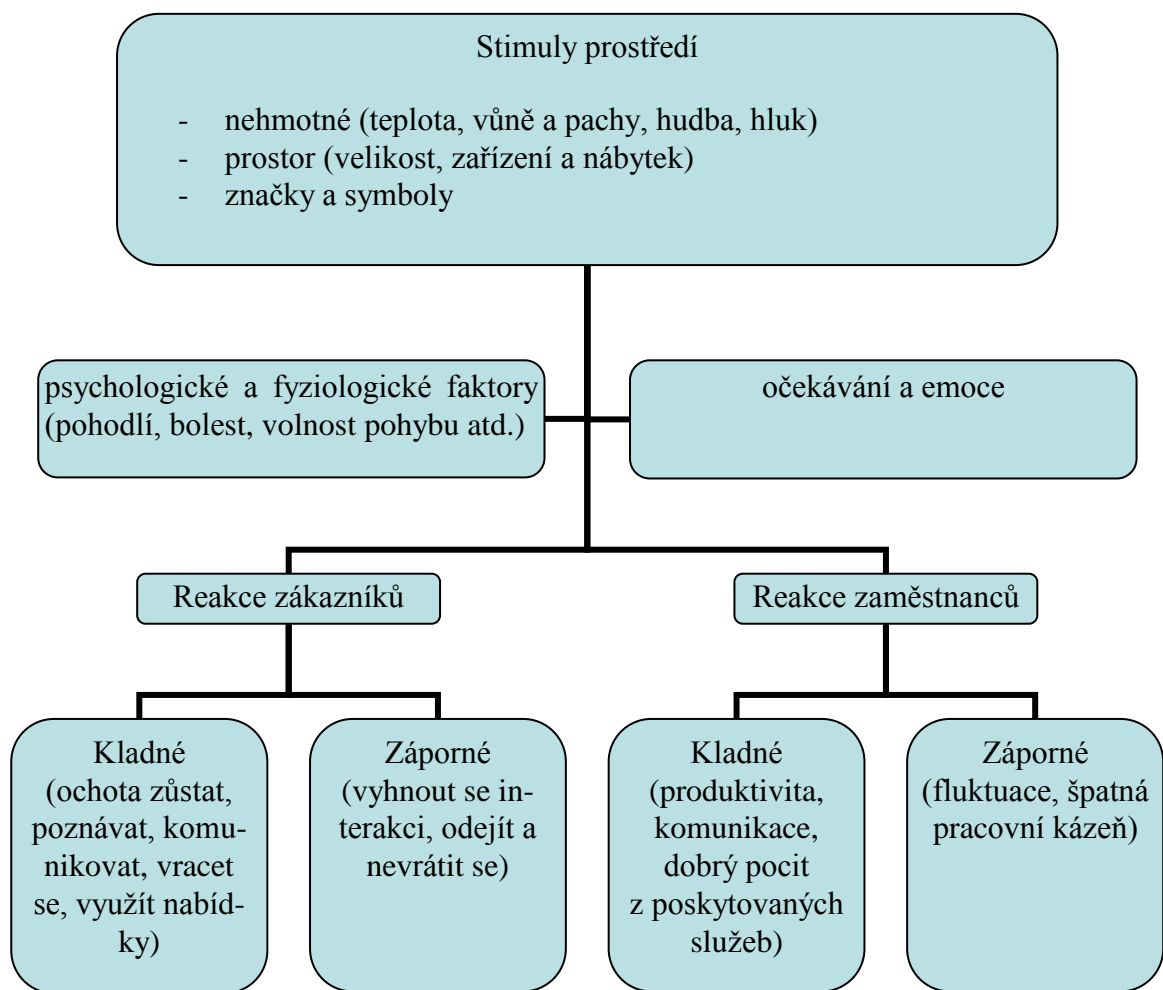 Stimuly prostředí
- nehmotné (teplota, vůně a pachy, hudba, hluk)
- prostor (velikost, zařízení a nábytek)
- značky a symboly
psychologické a fyziologické faktory
(pohodlí, bolest, volnost pohybu atd.)
očekávání a emoce
Reakce zákazníků
Reakce zaměstnanců
Kladné
(ochota zůstat,
poznávat, komu-
nikovat, vracet
se, využít nabíd-
ky)
Záporné
(vyhnout se in-
terakci, odejít a
nevrátit se)
Kladné
(produktivita,
komunikace,
dobrý pocit
z poskytovaných
služeb)
Záporné
(fluktuace, špatná
pracovní kázeň)